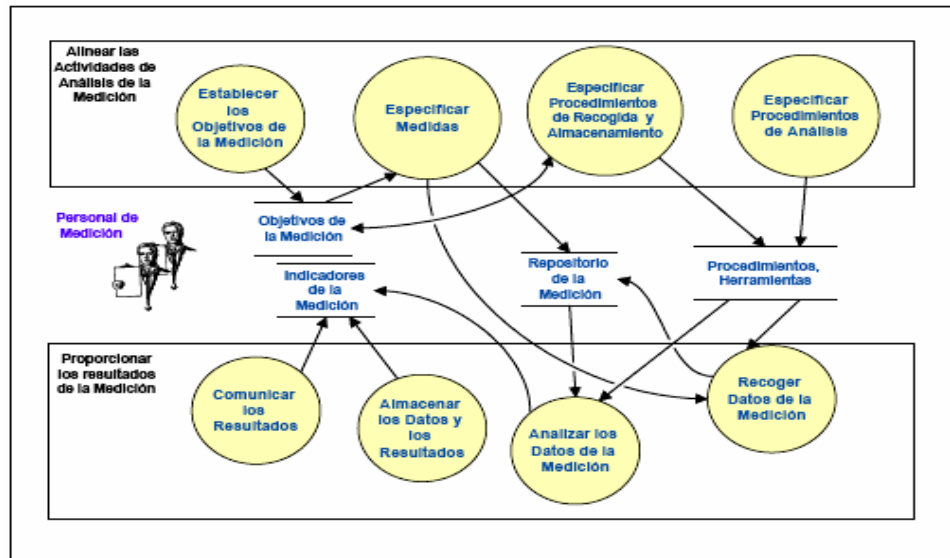 Alinear las
Actividades de
Análisis de la
Medición
Establecer
los
Objetivos de
la Medición
Especificar
Medidas
Especificar
Procedimientos
de Recogida y
Almacenamiento
Especificar
Procedimientos
de Análisis
Personal de
Medición
Objetivos de
la Medición
Indicadores
de la
Medición
Repositorio
de la
Medición
Procedimientos,
Herramientas
Proporcionar
los resultados
de la Medición
Comunicar
los
Resultados
Almacenar
los Datos y
los
Resultados
Analizar los
Datos de la
Medición
Recoger
Datos de la
Medición